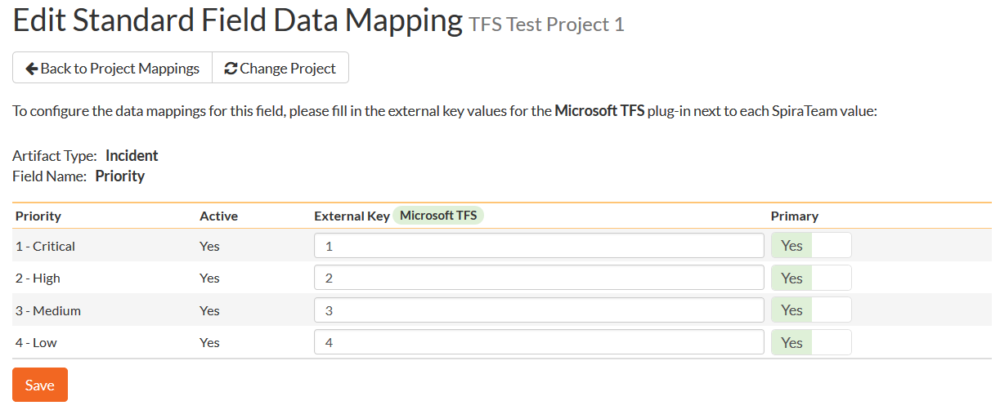 Edit Standard Field Data Mapping TFS Test Project 1
Back to Project Mappings Change Project
To configure the data mappings for this field, please fill in the external key values for the Microsoft TFS plug-in next to each SpiraTeam value:
Artifact Type: Incident
Field Name: Priority
Priority Active External Key Microsoft TFS Primary
1 - Critical Yes 1 Yes
2 - High Yes 2 Yes
3 - Medium Yes 3 Yes
4 - Low Yes 4 Yes
Save